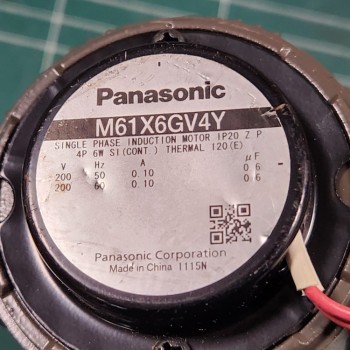 Panasonic
M61X6GV4Y
SINGLE PHASE INDUCTION MOTOR IP20 Z P
4P 6W SI(CONT.) THERMAL 120(E)
V Hz A μF
200 50 0.10 0.6
200 60 0.10 0.6
Panasonic Corporation
Made in China 1115N